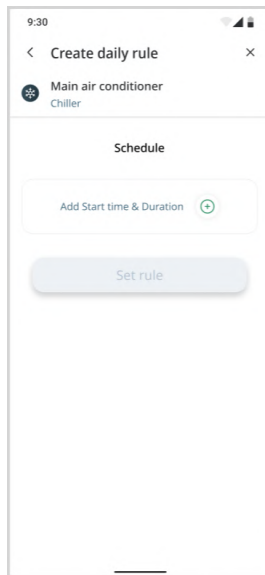 9:30
Create daily rule
Main air conditioner
Chiller
Schedule
Add Start time & Duration
Set rule